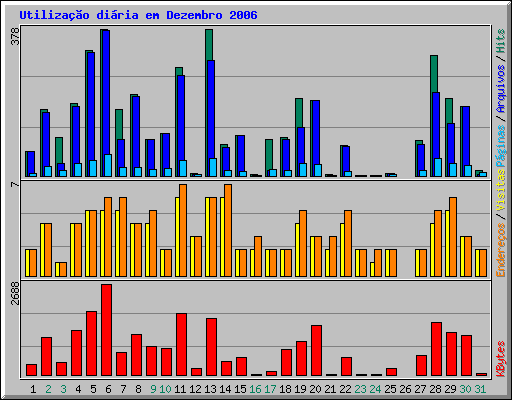 Utilização diária em Dezembro 2006
378
7
2688
Endereços / Visitas Páginas / Arquivos / Hits
KBytes
1 2 3 4 5 6 7 8 9 10 11 12 13 14 15 16 17 18 19 20 21 22 23 24 25 26 27 28 29 30 31